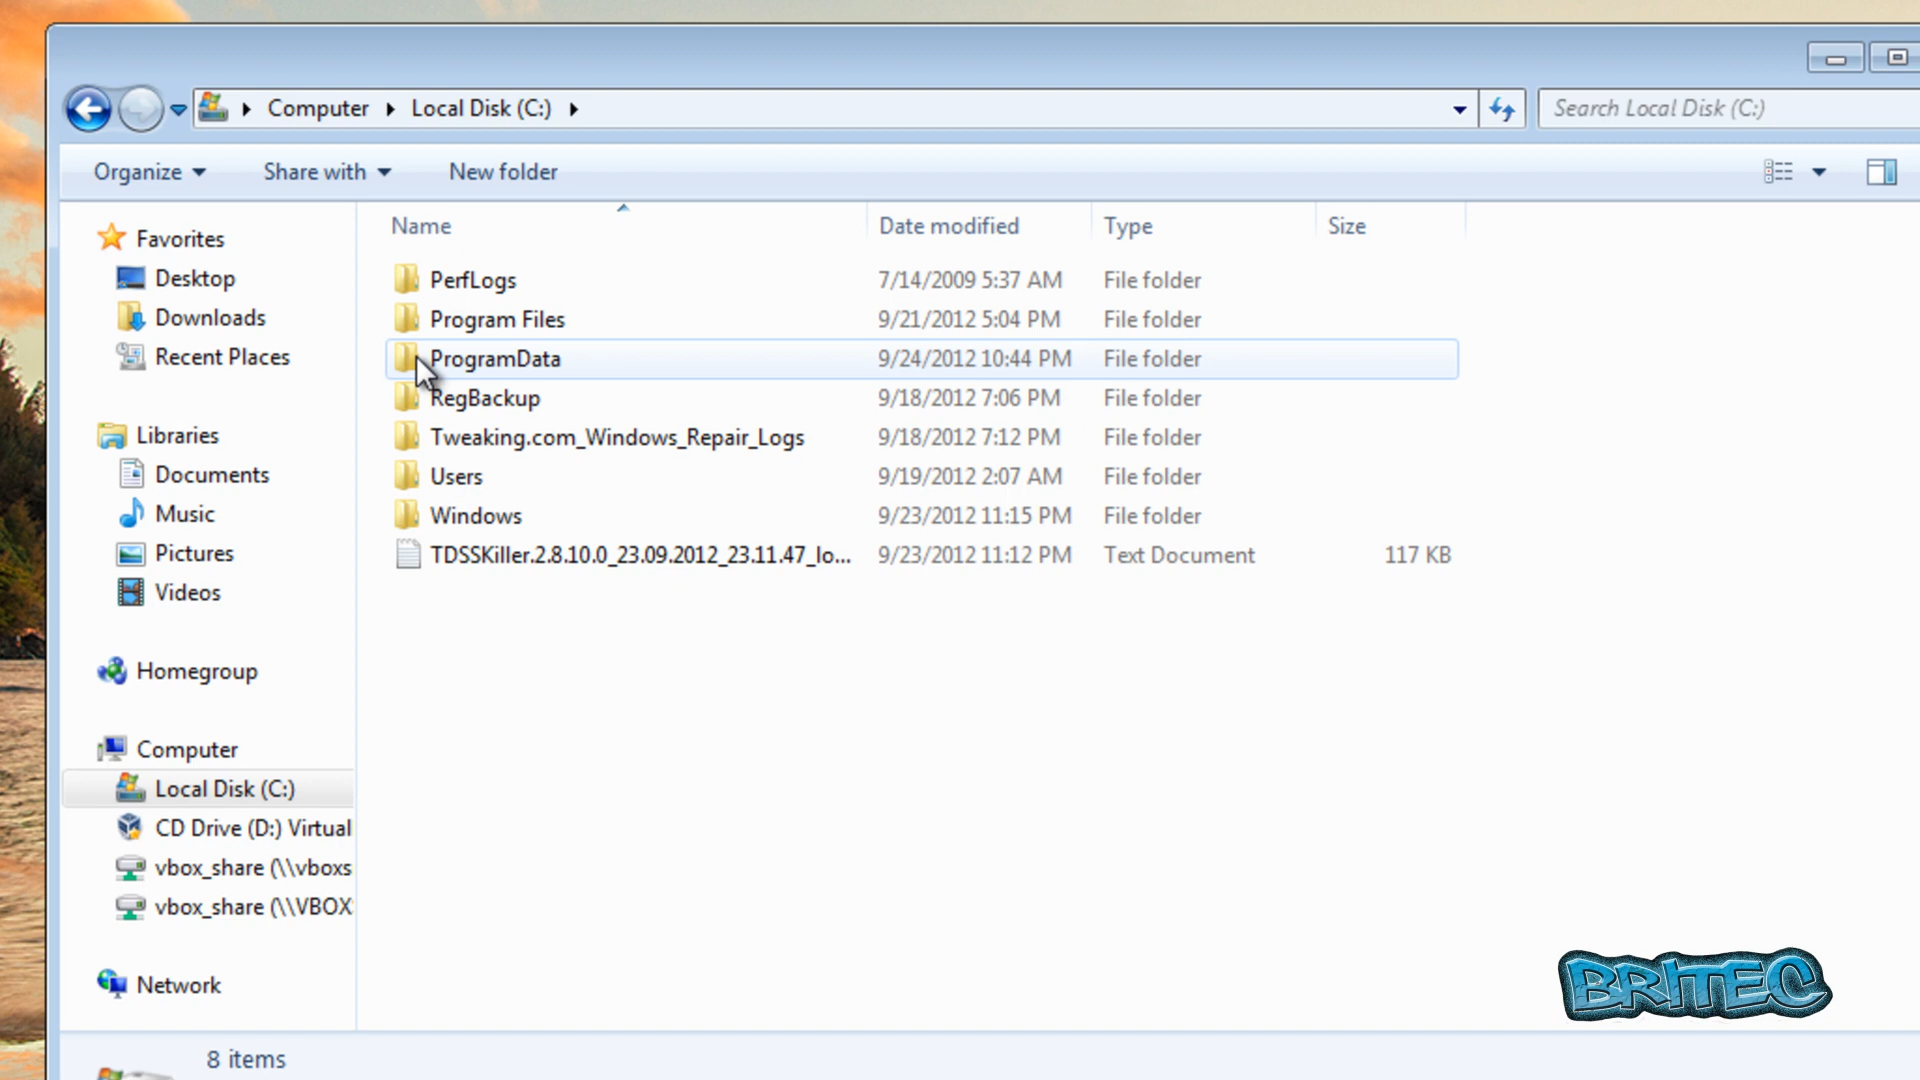 Computer
Local Disk (C:)
Search Local Disk (C:)
Organize
Share with
New folder
Name
Date modified
Type
Size
Favorites
Desktop
Downloads
Recent Places
Libraries
Documents
Music
Pictures
Videos
Homegroup
Computer
Local Disk (C:)
CD Drive (D:) Virtual
vbox_share (\\vboxs
vbox_share (\\VBOX
Network
PerfLogs 7/14/2009 5:37 AM File folder
Program Files 9/21/2012 5:04 PM File folder
ProgramData 9/24/2012 10:44 PM File folder
RegBackup 9/18/2012 7:06 PM File folder
Tweaking.com_Windows_Repair_Logs 9/18/2012 7:12 PM File folder
Users 9/19/2012 2:07 AM File folder
Windows 9/23/2012 11:15 PM File folder
TDSSKiller.2.8.10.0_23.09.2012_23.11.47_lo... 9/23/2012 11:12 PM Text Document 117 KB
BRITEC
8 items